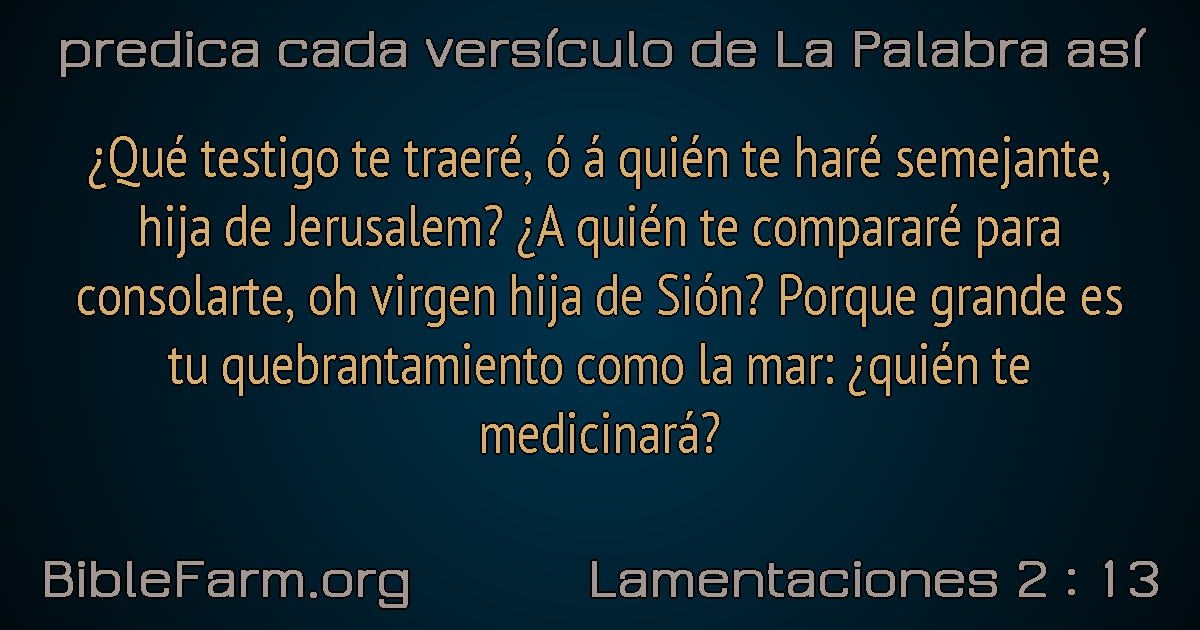 predica cada versículo de La Palabra así
¿Qué testigo te traeré, ó á quién te haré semejante,
hija de Jerusalem? ¿A quién te compararé para
consolarte, oh virgen hija de Sión? Porque grande es
tu quebrantamiento como la mar: ¿quién te
medicinará?
BibleFarm.org
Lamentaciones 2 : 13